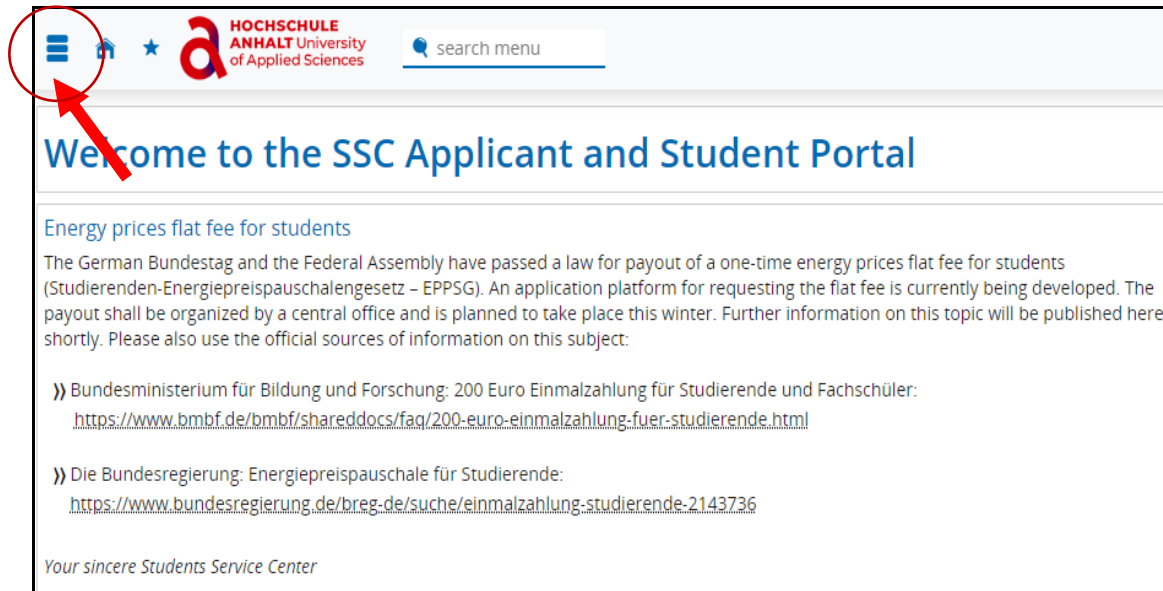 HOCHSCHULE
ANHALT University
of Applied Sciences
search menu
Welcome to the SSC Applicant and Student Portal
Energy prices flat fee for students
The German Bundestag and the Federal Assembly have passed a law for payout of a one-time energy prices flat fee for students
(Studierenden-Energiepreispauschalengesetz – EPPSG). An application platform for requesting the flat fee is currently being developed. The
payout shall be organized by a central office and is planned to take place this winter. Further information on this topic will be published here
shortly. Please also use the official sources of information on this subject:
⟫ Bundesministerium für Bildung und Forschung: 200 Euro Einmalzahlung für Studierende und Fachschüler:
https://www.bmbf.de/bmbf/shareddocs/faq/200-euro-einmalzahlung-fuer-studierende.html
⟫ Die Bundesregierung: Energiepreispauschale für Studierende:
https://www.bundesregierung.de/breg-de/suche/einmalzahlung-studierende-2143736
Your sincere Students Service Center